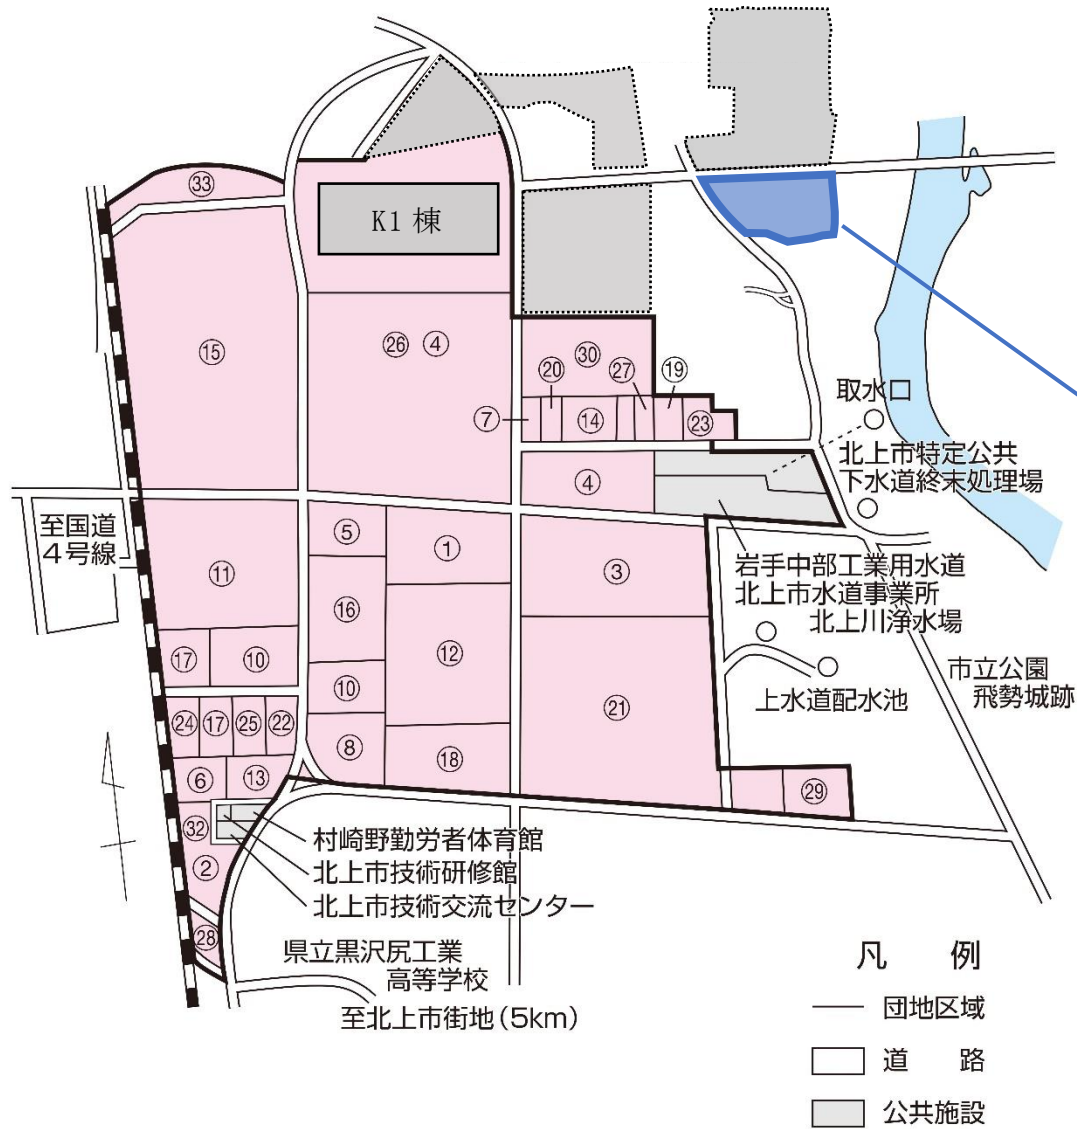 ㉝
K1 棟
⑮
㉖ ④
㉚
⑳ ㉗ ⑲
⑦ ⑭ ㉓
取水口
④
北上市特定公共
下水道終末処理場
至国道
4号線
⑤ ①
⑪ ③
岩手中部工業用水道
北上市水道事業所
北上川浄水場
⑯
⑰ ⑩ ⑫
⑩
市立公園
飛勢城跡
上水道配水池
㉔ ⑰ ㉕ ㉒
㉑
⑧ ⑱
⑥ ⑬
㉙
㉜
②
村崎野勤労者体育館
北上市技術研修館
北上市技術交流センター
㉘
県立黒沢尻工業
高等学校
至北上市街地(5km)
凡 例
団地区域
道 路
公共施設